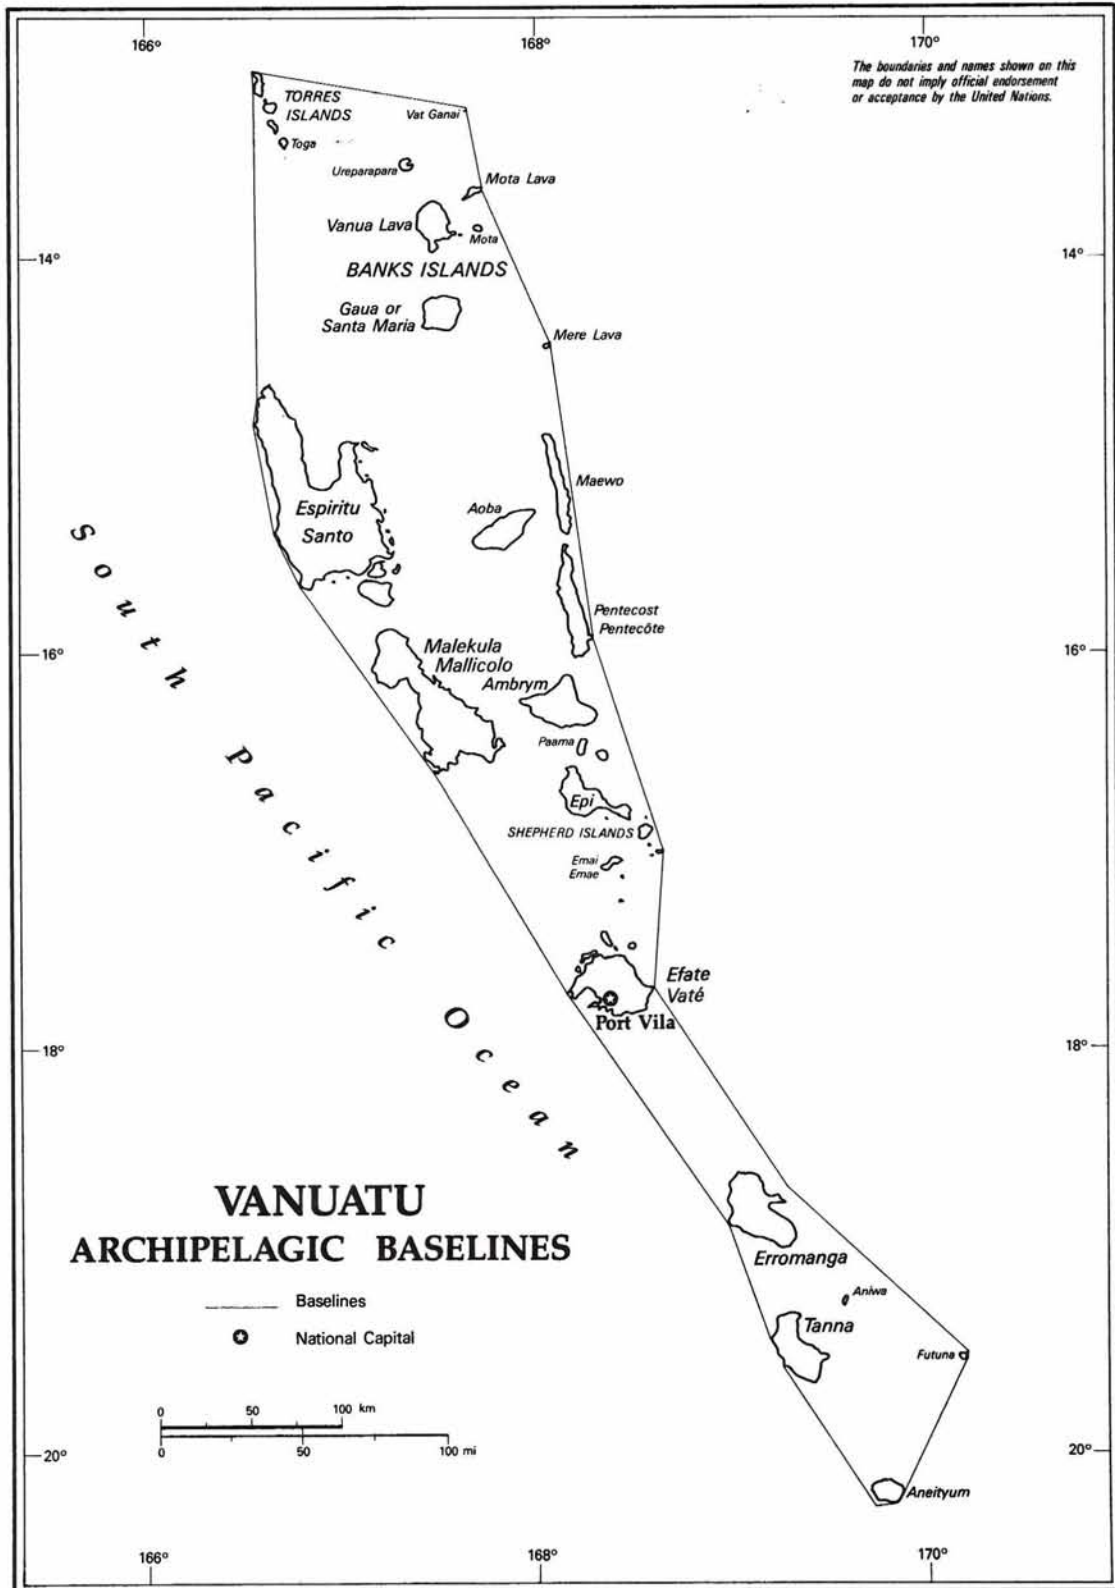 166°
168°
170°
The boundaries and names shown on this
map do not imply official endorsement
or acceptance by the United Nations.
TORRES
ISLANDS
Vat Ganai
Toga
Ureparapara
Mota Lava
Vanua Lava
Mota
14°
14°
BANKS ISLANDS
Gaua or
Santa Maria
Mere Lava
Maewo
Espiritu
Santo
Aoba
South Pacific Ocean
Pentecost
Pentecôte
16°
16°
Malekula
Mallicolo
Ambrym
Paama
Epi
SHEPHERD ISLANDS
Emai
Emae
Efate
Vaté
Port Vila
18°
18°
VANUATU
ARCHIPELAGIC BASELINES
Baselines
National Capital
Erromanga
Aniwa
Tanna
Futuna
0 50 100 km
0 50 100 mi
20°
20°
Aneityum
166°
168°
170°